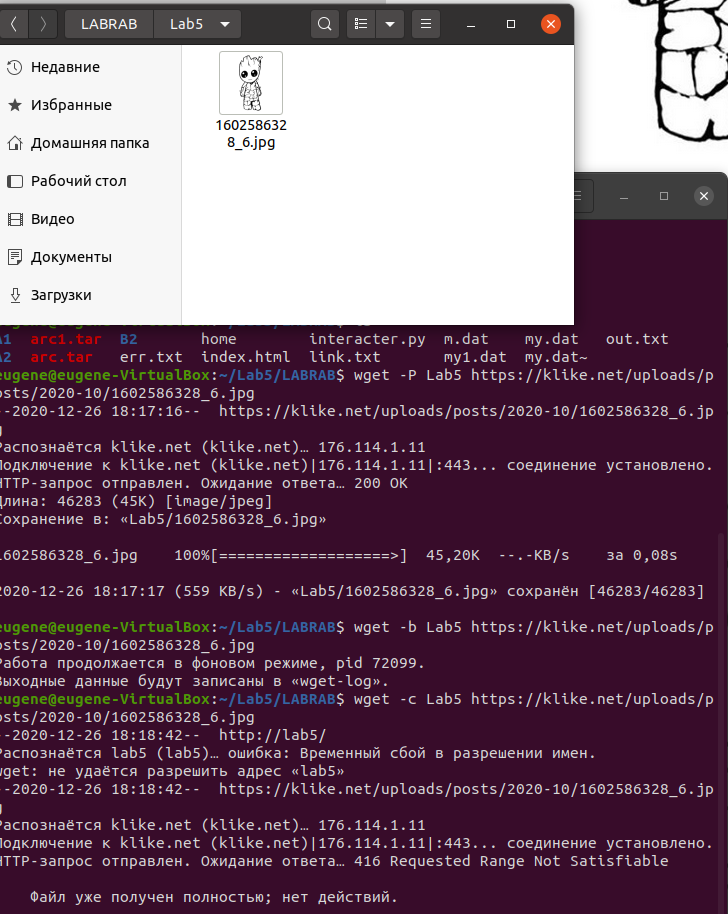 LABRAB Lab5
Недавние
Избранные
Домашняя папка
Рабочий стол
Видео
Документы
Загрузки
160258632
8_6.jpg
A1 arc1.tar B2 home interacter.py m.dat my.dat out.txt
A2 arc.tar err.txt index.html link.txt my1.dat my.dat~
eugene@eugene-VirtualBox:~/Lab5/LABRAB$ wget -P Lab5 https://klike.net/uploads/p
osts/2020-10/1602586328_6.jpg
--2020-12-26 18:17:16-- https://klike.net/uploads/posts/2020-10/1602586328_6.jp
g
Распознаётся klike.net (klike.net)… 176.114.1.11
Подключение к klike.net (klike.net)|176.114.1.11|:443... соединение установлено.
HTTP-запрос отправлен. Ожидание ответа… 200 OK
Длина: 46283 (45K) [image/jpeg]
Сохранение в: «Lab5/1602586328_6.jpg»
1602586328_6.jpg 100%[===================>] 45,20K --.-KB/s за 0,08s
2020-12-26 18:17:17 (559 KB/s) - «Lab5/1602586328_6.jpg» сохранён [46283/46283]
eugene@eugene-VirtualBox:~/Lab5/LABRAB$ wget -b Lab5 https://klike.net/uploads/p
osts/2020-10/1602586328_6.jpg
Работа продолжается в фоновом режиме, pid 72099.
Выходные данные будут записаны в «wget-log».
eugene@eugene-VirtualBox:~/Lab5/LABRAB$ wget -c Lab5 https://klike.net/uploads/p
osts/2020-10/1602586328_6.jpg
--2020-12-26 18:18:42-- http://lab5/
Распознаётся lab5 (lab5)… ошибка: Временный сбой в разрешении имен.
wget: не удаётся разрешить адрес «lab5»
--2020-12-26 18:18:42-- https://klike.net/uploads/posts/2020-10/1602586328_6.jp
g
Распознаётся klike.net (klike.net)… 176.114.1.11
Подключение к klike.net (klike.net)|176.114.1.11|:443... соединение установлено.
HTTP-запрос отправлен. Ожидание ответа… 416 Requested Range Not Satisfiable
Файл уже получен полностью; нет действий.